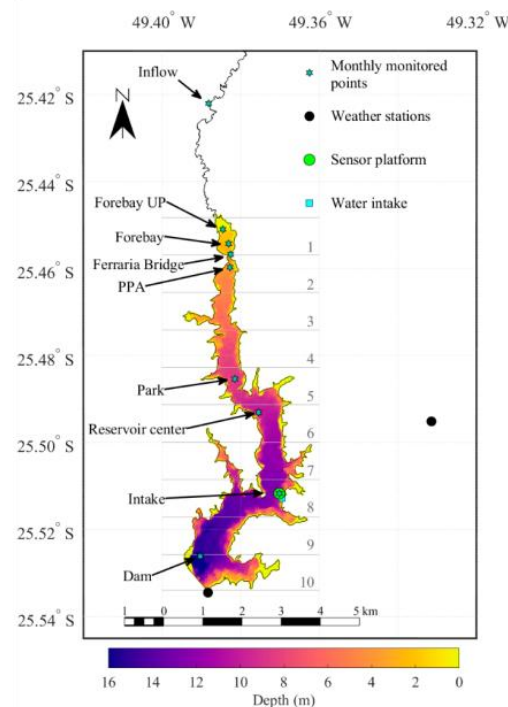 49.40° W
49.36° W
49.32° W
25.42° S
25.44° S
25.46° S
25.48° S
25.50° S
25.52° S
25.54° S
N
Inflow
Forebay UP
Forebay
Ferraria Bridge
PPA
Park
Reservoir center
Intake
Dam
Monthly monitored
points
Weather stations
Sensor platform
Water intake
1
2
3
4
5
6
7
8
9
10
1 0 1 2 3 4 5 km
16 14 12 10 8 6 4 2 0
Depth (m)